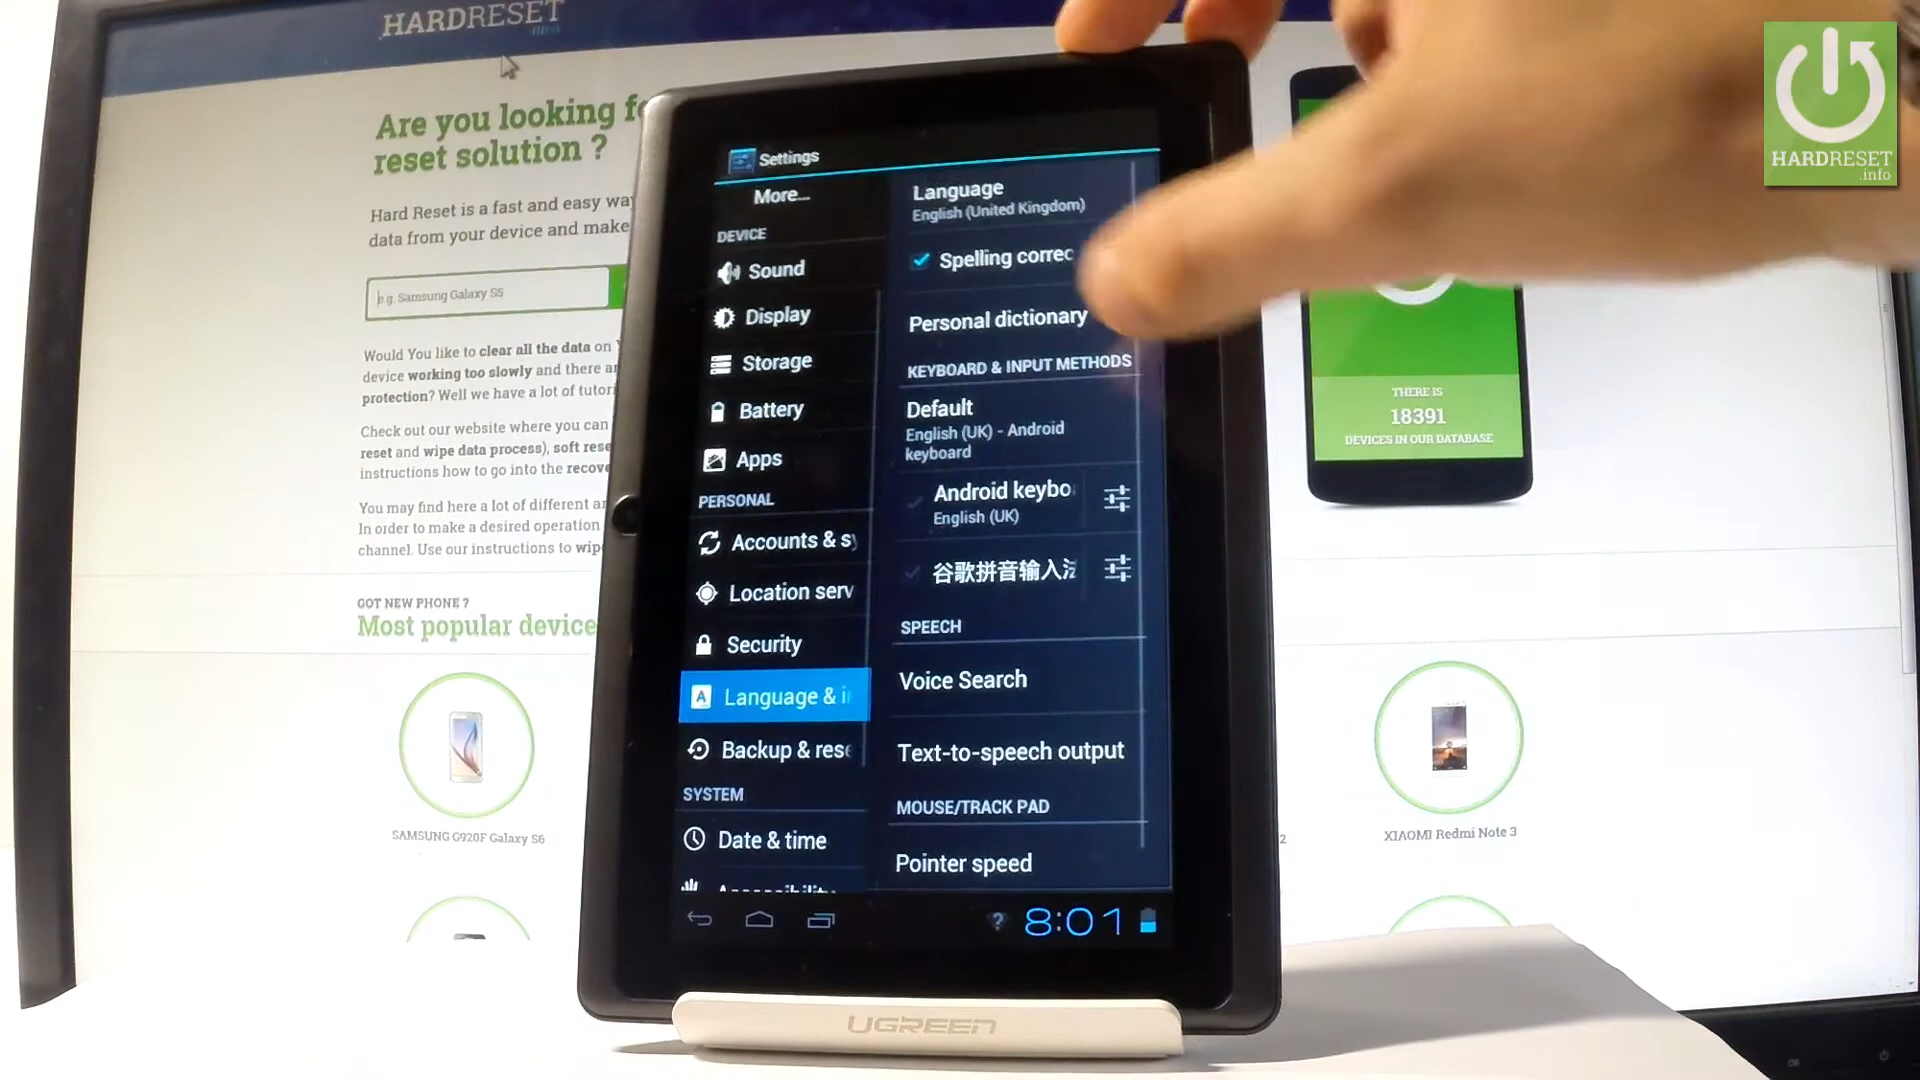 HARDRESET
info
Are you looking
reset solution ?
Hard Reset is a fast and easy
data from your device and make
e.g. Samsung Galaxy S5
Would You like to clear all the data on
device working too slowly and there
protection? Well we have a lot of
Check out our website where you can
reset and wipe data process), soft
instructions how to go into the
You may find here a lot of different
In order to make a desired operation
channel. Use our instructions to
GOT NEW PHONE ?
Most popular
SAMSUNG G920F Galaxy S6
Settings
More...
DEVICE
Sound
Display
Storage
Battery
Apps
PERSONAL
Accounts & sy
Location serv
Security
Language & i
Backup & rese
SYSTEM
Date & time
Accessibility
Language
English (United Kingdom)
Spelling correc
Personal dictionary
KEYBOARD & INPUT METHODS
Default
English (UK) - Android
keyboard
Android keybo
English (UK)
谷歌拼音输入法
SPEECH
Voice Search
Text-to-speech output
MOUSE/TRACK PAD
Pointer speed
8:01
UGREEN
THERE IS
18391
DEVICES IN OUR DATABASE
2
XIAOMI Redmi Note 3
HARDRESET
.info
OK